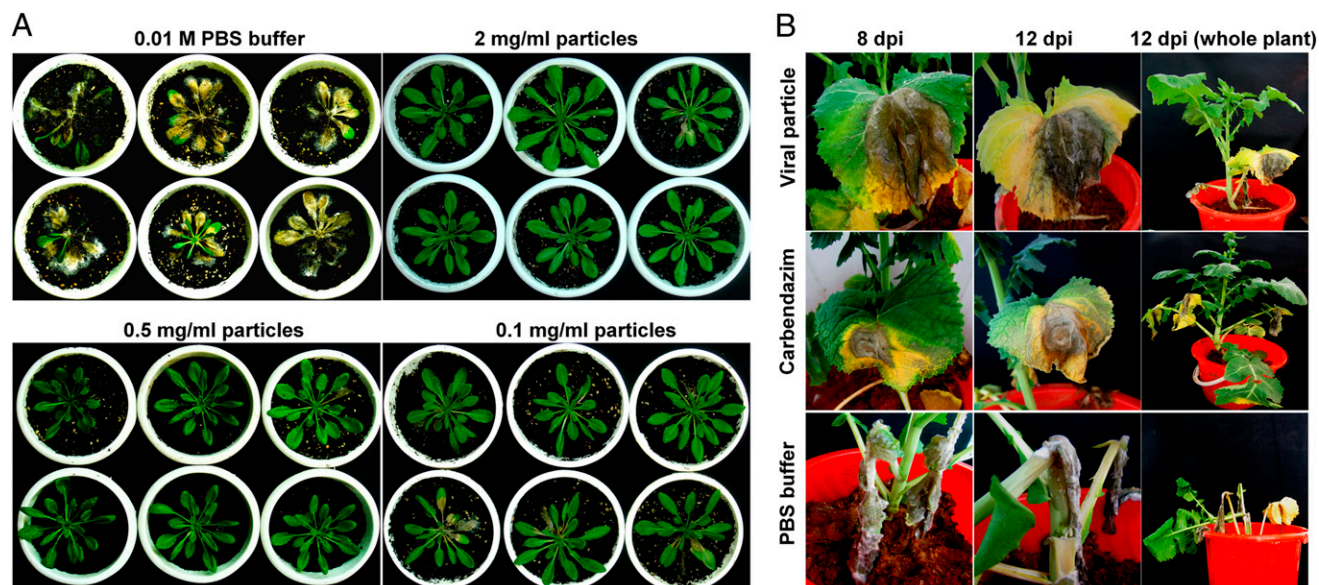 A
0.01 M PBS buffer
2 mg/ml particles
0.5 mg/ml particles
0.1 mg/ml particles
B
8 dpi
12 dpi
12 dpi (whole plant)
Viral particle
Carbendazim
PBS buffer